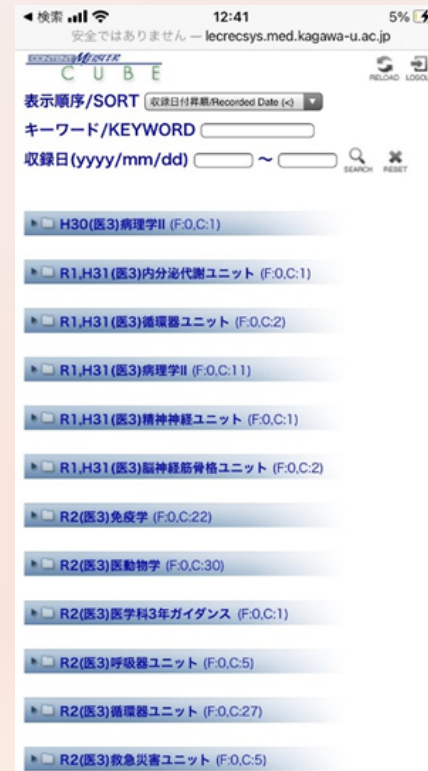 検索 12:41 5%
安全ではありません — lecrecsys.med.kagawa-u.ac.jp
CUBE
RELOAD LOGOU
表示順序/SORT 収録日付昇順/Recorded Date (<)
キーワード/KEYWORD
収録日(yyyy/mm/dd) ～ SEARCH RESET
H30(医3)病理学II (F:0,C:1)
R1,H31(医3)内分泌代謝ユニット (F:0,C:1)
R1,H31(医3)循環器ユニット (F:0,C:2)
R1,H31(医3)病理学II (F:0,C:11)
R1,H31(医3)精神神経ユニット (F:0,C:1)
R1,H31(医3)脳神経筋骨格ユニット (F:0,C:2)
R2(医3)免疫学 (F:0,C:22)
R2(医3)医動物学 (F:0,C:30)
R2(医3)医学科3年ガイダンス (F:0,C:1)
R2(医3)呼吸器ユニット (F:0,C:5)
R2(医3)循環器ユニット (F:0,C:27)
R2(医3)救急災害ユニット (F:0,C:5)